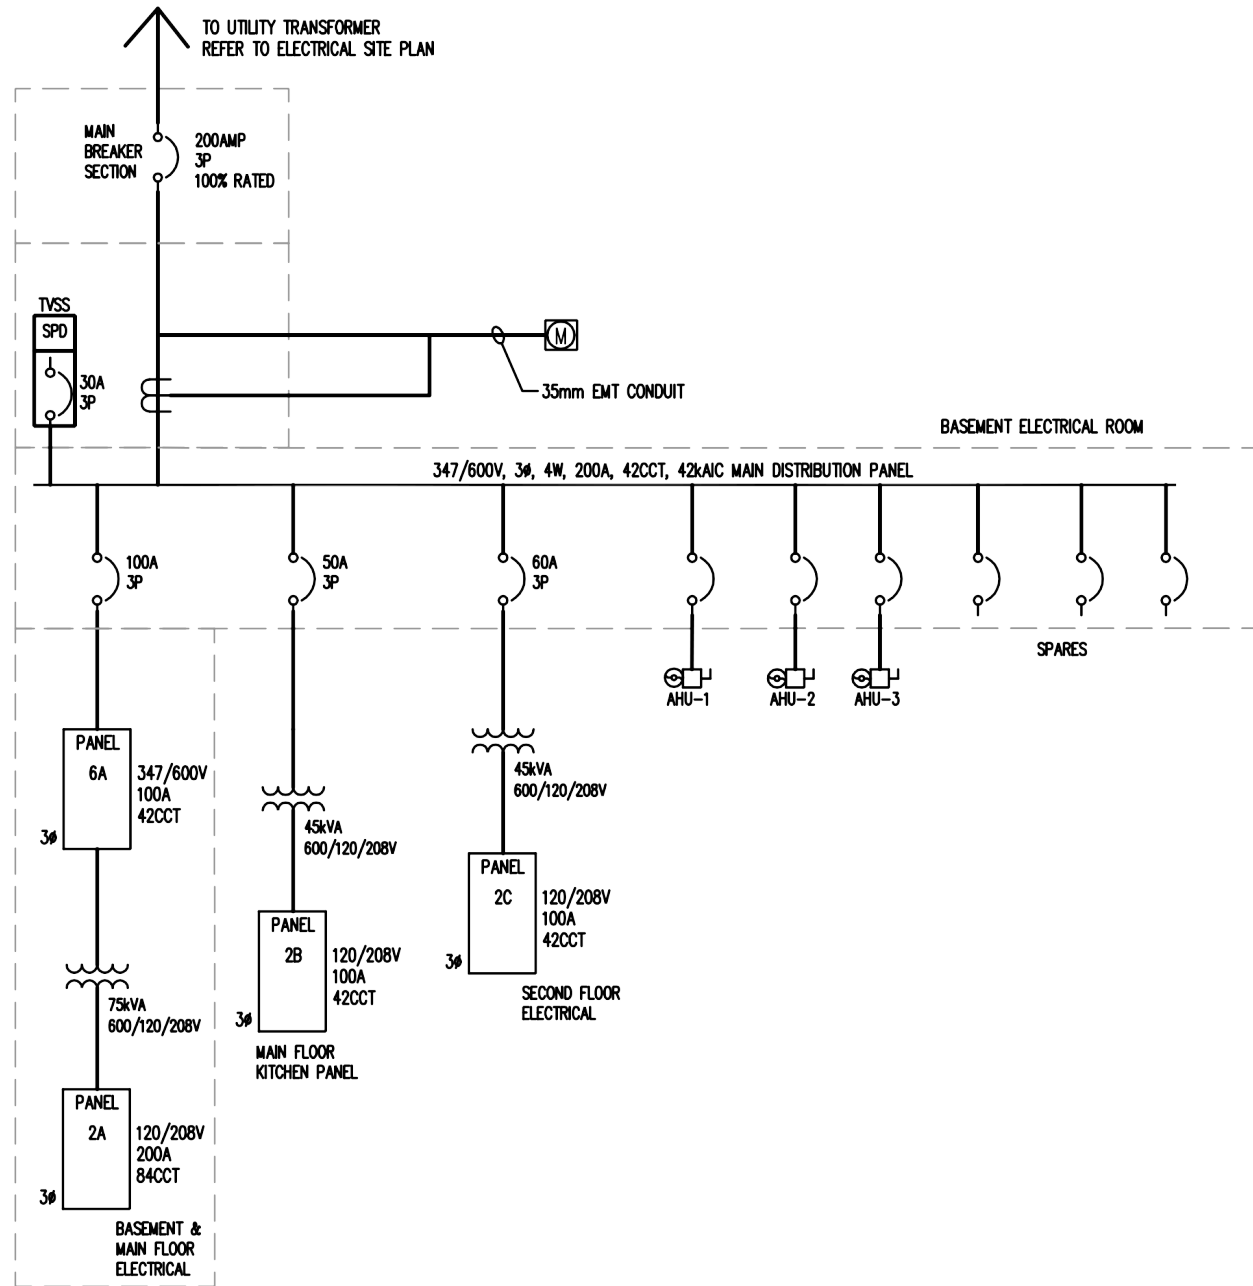 TO UTILITY TRANSFORMER
REFER TO ELECTRICAL SITE PLAN
MAIN
BREAKER
SECTION
200AMP
3P
100% RATED
TVSS
SPD
30A
3P
M
35mm EMT CONDUIT
BASEMENT ELECTRICAL ROOM
347/600V, 3ø, 4W, 200A, 42CCT, 42kAIC MAIN DISTRIBUTION PANEL
100A
3P
50A
3P
60A
3P
SPARES
AHU-1
AHU-2
AHU-3
PANEL
6A
347/600V
100A
42CCT
3ø
75kVA
600/120/208V
PANEL
2A
120/208V
200A
84CCT
3ø
BASEMENT &
MAIN FLOOR
ELECTRICAL
45kVA
600/120/208V
PANEL
2B
120/208V
100A
42CCT
3ø
MAIN FLOOR
KITCHEN PANEL
45kVA
600/120/208V
PANEL
2C
120/208V
100A
42CCT
3ø
SECOND FLOOR
ELECTRICAL